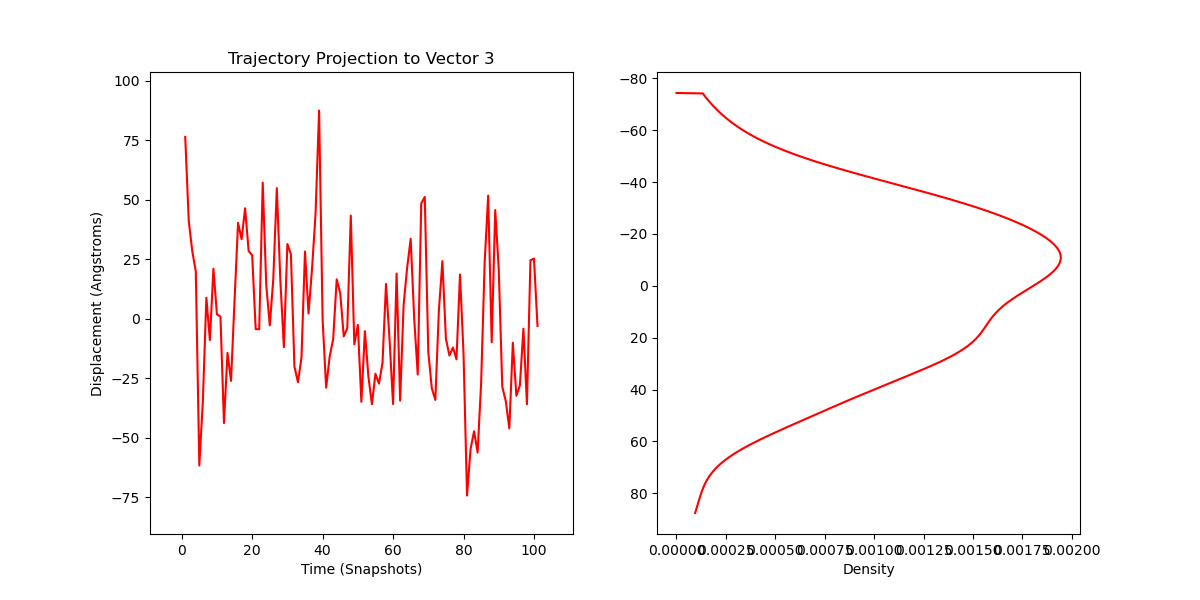 Trajectory Projection to Vector 3
Displacement (Angstroms)
100
75
50
25
0
−25
−50
−75
0 20 40 60 80 100
Time (Snapshots)
−80
−60
−40
−20
0
20
40
60
80
0.00000 0.00025 0.00050 0.00075 0.00100 0.00125 0.00150 0.00175 0.00200
Density